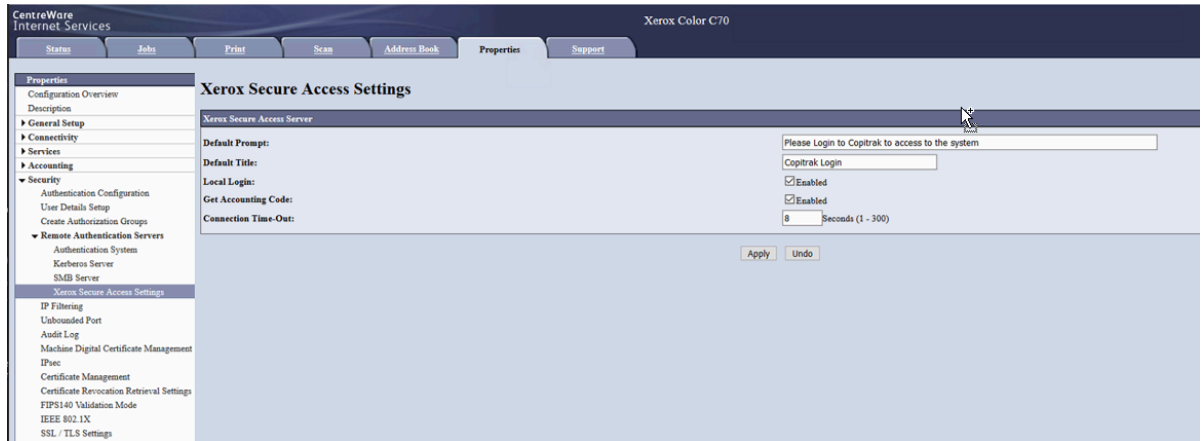 CentreWare
Internet Services
Xerox Color C70
Status Jobs Print Scan Address Book Properties Support
Properties
Configuration Overview
Description
General Setup
Connectivity
Services
Accounting
Security
Authentication Configuration
User Details Setup
Create Authorization Groups
Remote Authentication Servers
Authentication System
Kerberos Server
SMB Server
Xerox Secure Access Settings
IP Filtering
Unbounded Port
Audit Log
Machine Digital Certificate Management
IPsec
Certificate Management
Certificate Revocation Retrieval Settings
FIPS140 Validation Mode
IEEE 802.1X
SSL / TLS Settings
Xerox Secure Access Settings
Xerox Secure Access Server
Default Prompt: Please Login to Copitrak to access to the system
Default Title: Copitrak Login
Local Login: Enabled
Get Accounting Code: Enabled
Connection Time-Out: 8 Seconds (1 - 300)
Apply Undo